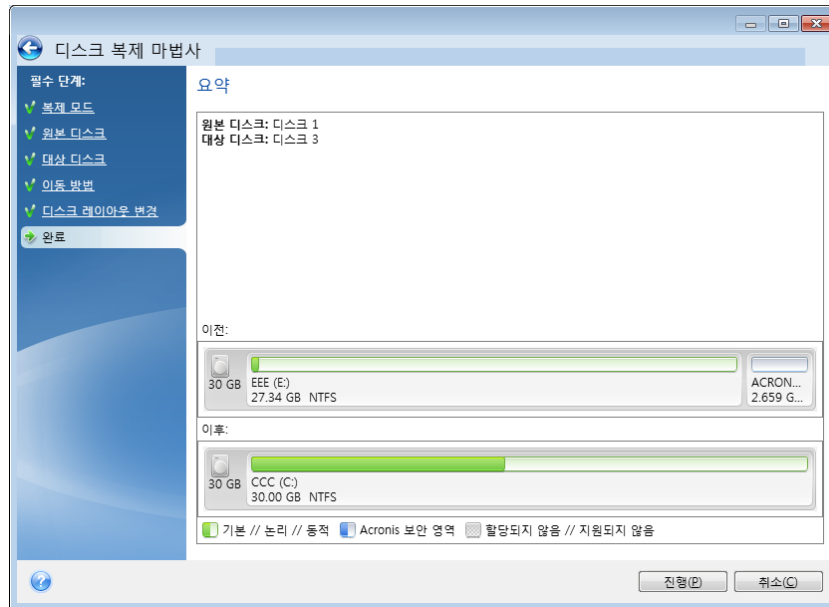 디스크 복제 마법사
필수 단계:
복제 모드
원본 디스크
대상 디스크
이동 방법
디스크 레이아웃 변경
완료
요약
원본 디스크: 디스크 1
대상 디스크: 디스크 3
이전:
30 GB
EEE (E:)
27.34 GB NTFS
ACRON...
2.659 G...
이후:
30 GB
CCC (C:)
30.00 GB NTFS
기본 // 논리 // 동적 Acronis 보안 영역 할당되지 않음 // 지원되지 않음
진행(P) 취소(C)